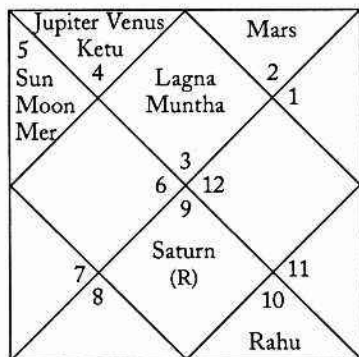 Jupiter Venus
Ketu
4
Mars
2
5
Sun
Moon
Mer
Lagna
Muntha
1
3
6 12
9
Saturn
(R)
7
8
11
10
Rahu